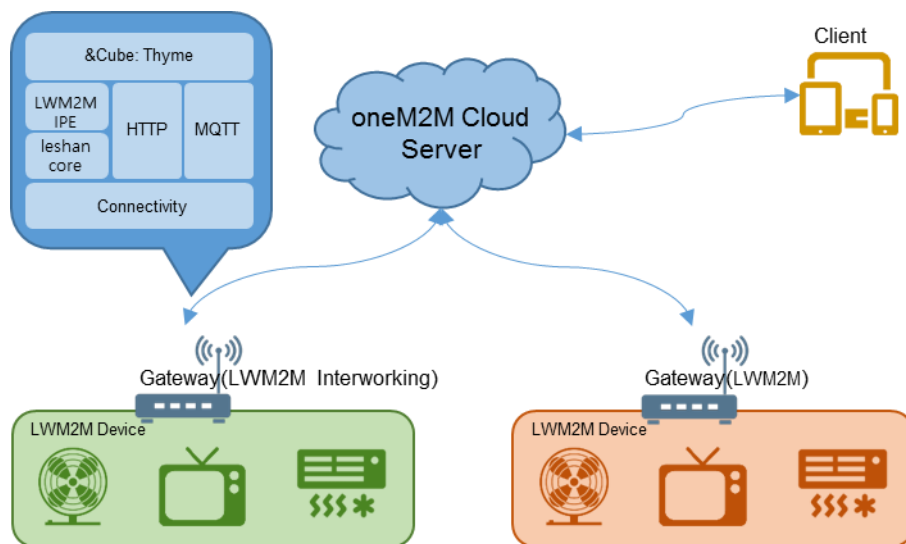 &Cube: Thyme
LWM2M
IPE
leshan
core
HTTP
MQTT
Connectivity
oneM2M Cloud
Server
Client
Gateway(LWM2M Interworking)
LWM2M Device
Gateway(LWM2M)
LWM2M Device